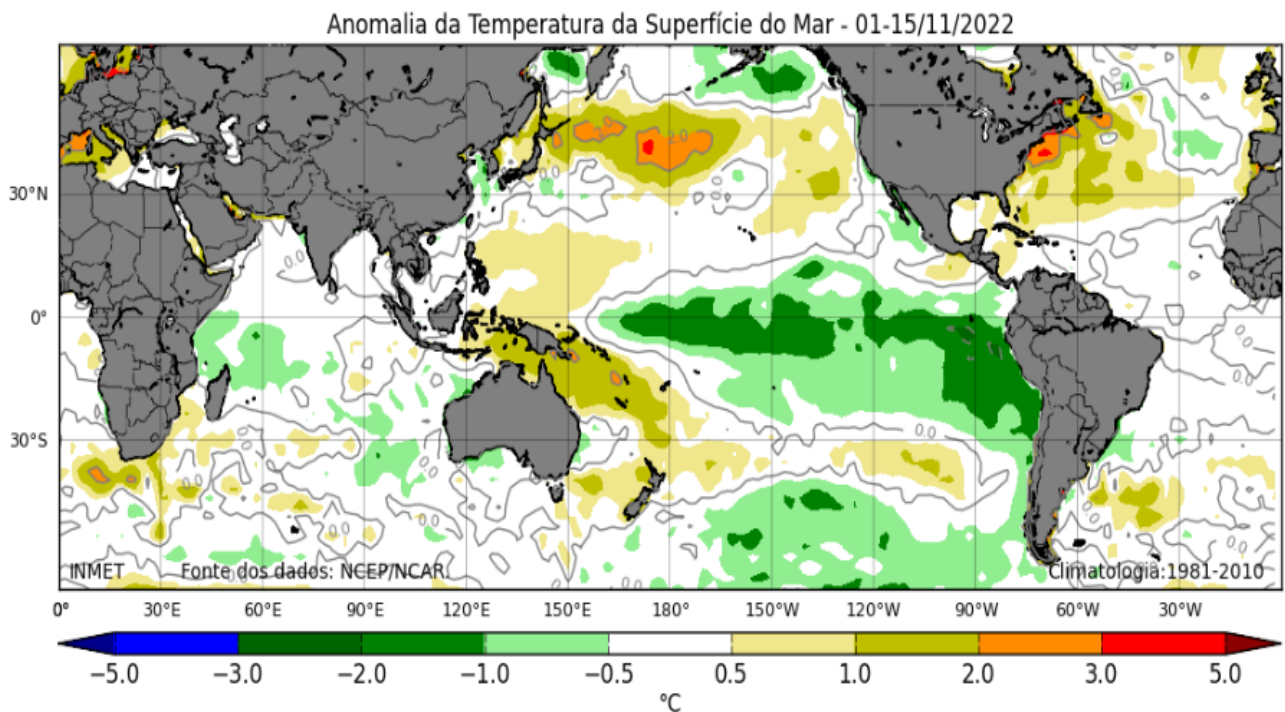 Anomalia da Temperatura da Superfície do Mar - 01-15/11/2022
30°N
0°
30°S
INMET Fonte dos dados: NCEP/NCAR Climatologia:1981-2010
0° 30°E 60°E 90°E 120°E 150°E 180° 150°W 120°W 90°W 60°W 30°W
−5.0 −3.0 −2.0 −1.0 −0.5 0.5 1.0 2.0 3.0 5.0
°C